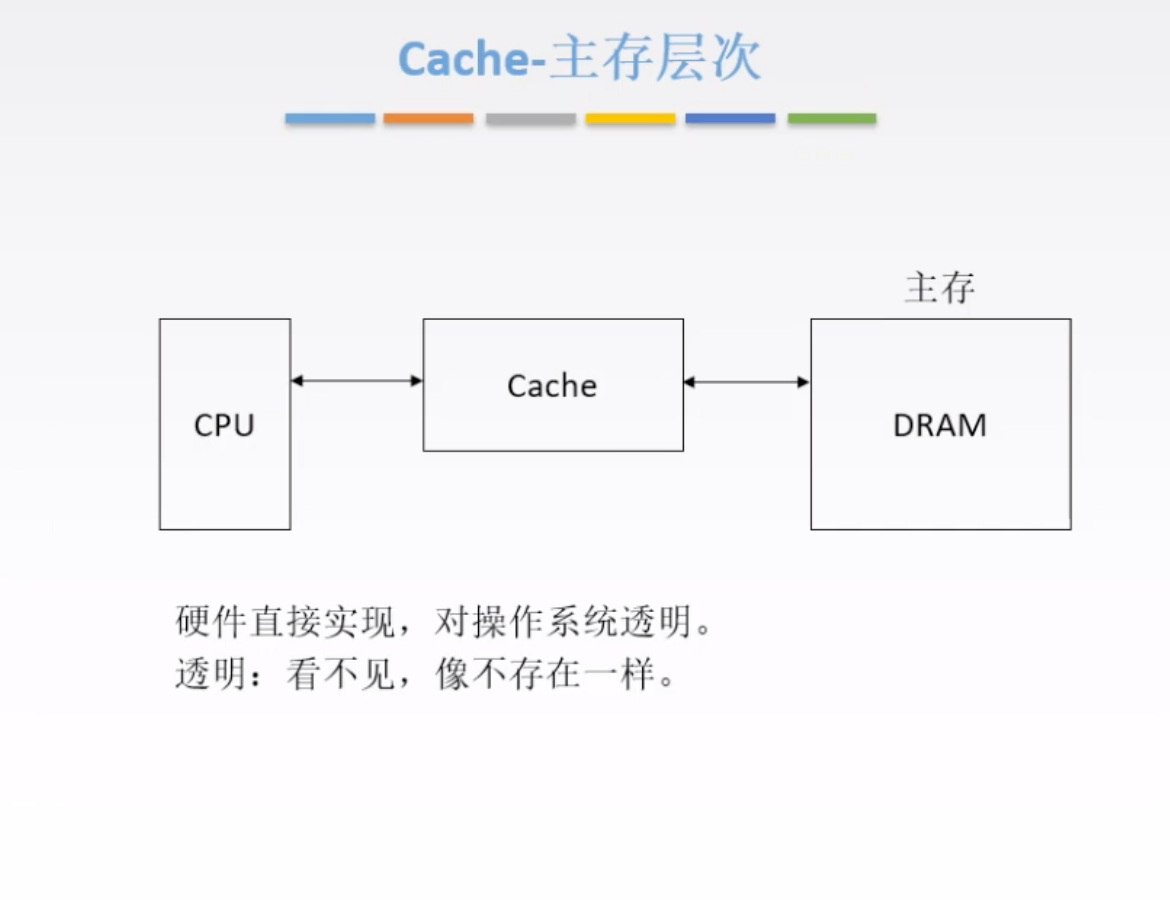 Cache-主存层次
主存
CPU
Cache
DRAM
硬件直接实现，对操作系统透明。
透明：看不见，像不存在一样。